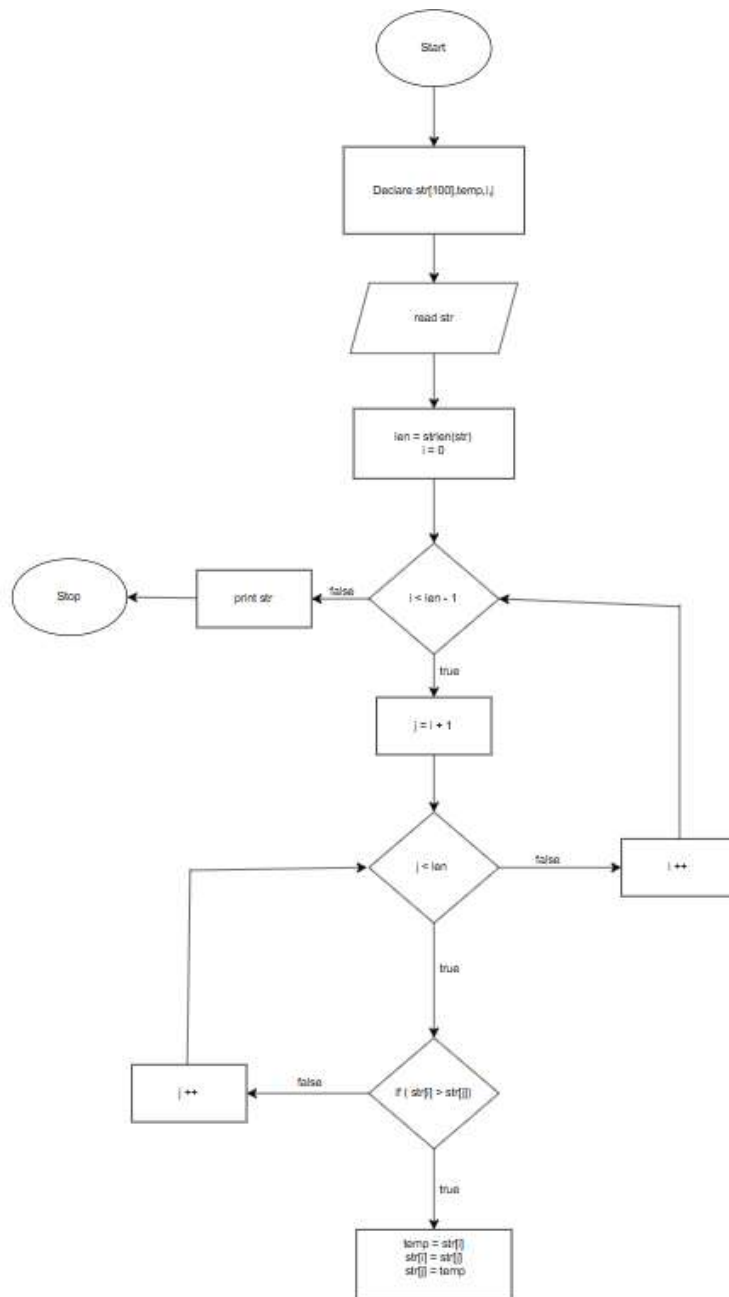 Start
Declare str[100],temp,i,j
read str
len = strlen(str)
i = 0
i < len - 1
false
print str
Stop
true
j = i + 1
j < len
false
i ++
true
if ( str[i] > str[j])
false
j ++
true
temp = str[i]
str[i] = str[j]
str[j] = temp